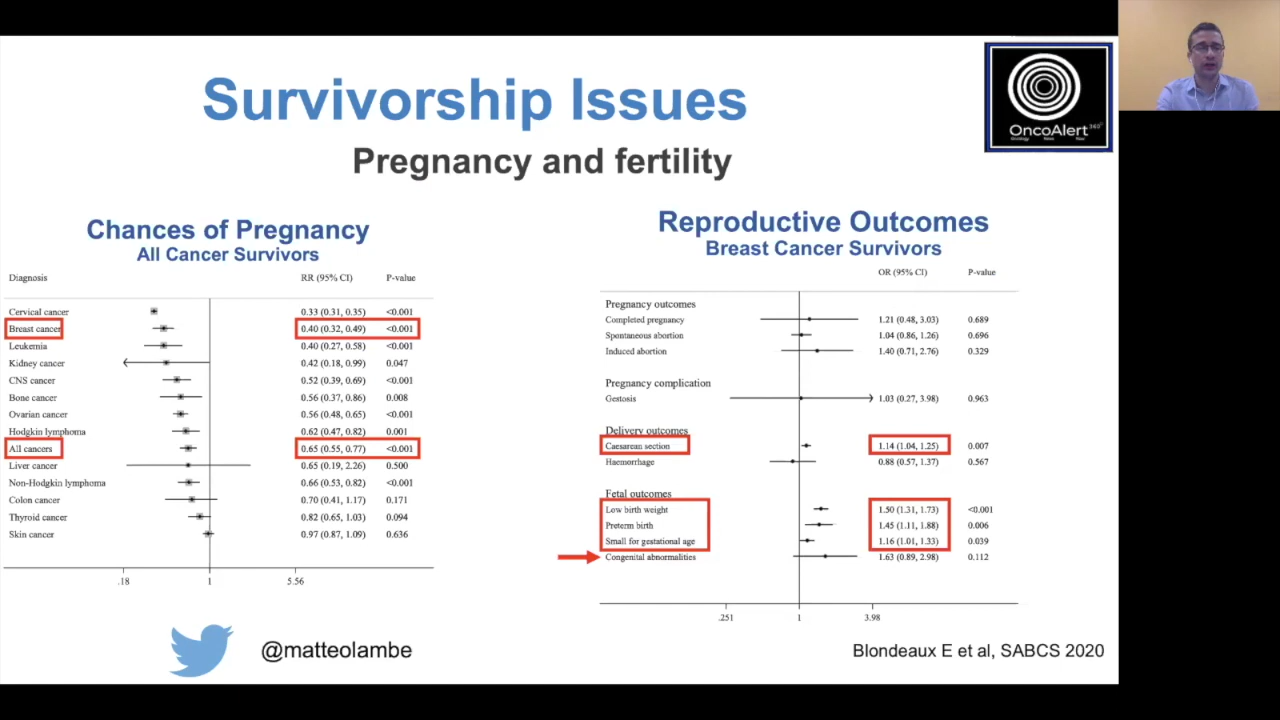 Survivorship Issues
Pregnancy and fertility
OncoAlert 360°
Oncology News Now
Chances of Pregnancy
All Cancer Survivors
Diagnosis RR (95% CI) P-value
Cervical cancer 0.33 (0.31, 0.35) <0.001
Breast cancer 0.40 (0.32, 0.49) <0.001
Leukemia 0.40 (0.27, 0.58) <0.001
Kidney cancer 0.42 (0.18, 0.99) 0.047
CNS cancer 0.52 (0.39, 0.69) <0.001
Bone cancer 0.56 (0.37, 0.86) 0.008
Ovarian cancer 0.56 (0.48, 0.65) <0.001
Hodgkin lymphoma 0.62 (0.47, 0.82) 0.001
All cancers 0.65 (0.55, 0.77) <0.001
Liver cancer 0.65 (0.19, 2.26) 0.500
Non-Hodgkin lymphoma 0.66 (0.53, 0.82) <0.001
Colon cancer 0.70 (0.41, 1.17) 0.171
Thyroid cancer 0.82 (0.65, 1.03) 0.094
Skin cancer 0.97 (0.87, 1.09) 0.636
.18 1 5.56
Reproductive Outcomes
Breast Cancer Survivors
OR (95% CI) P-value
Pregnancy outcomes
Completed pregnancy 1.21 (0.48, 3.03) 0.689
Spontaneous abortion 1.04 (0.86, 1.26) 0.696
Induced abortion 1.40 (0.71, 2.76) 0.329
Pregnancy complication
Gestosis 1.03 (0.27, 3.98) 0.963
Delivery outcomes
Caesarean section 1.14 (1.04, 1.25) 0.007
Haemorrhage 0.88 (0.57, 1.37) 0.567
Fetal outcomes
Low birth weight 1.50 (1.31, 1.73) <0.001
Preterm birth 1.45 (1.11, 1.88) 0.006
Small for gestational age 1.16 (1.01, 1.33) 0.039
Congenital abnormalities 1.63 (0.89, 2.98) 0.112
.251 1 3.98
@matteolambe
Blondeaux E et al, SABCS 2020